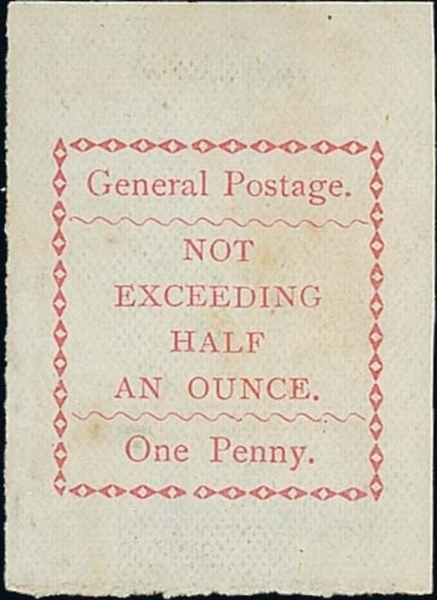 General Postage.
NOT
EXCEEDING
HALF
AN OUNCE.
One Penny.